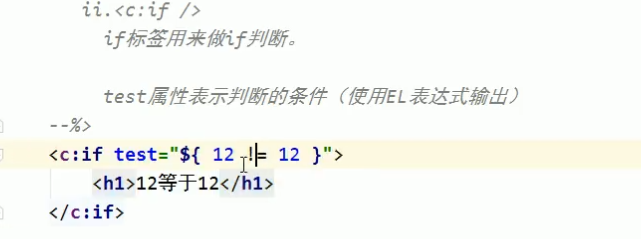 ii.<c:if />
if标签用来做if判断。
test属性表示判断的条件（使用EL表达式输出）
--%>
<c:if test="${ 12 != 12 }">
<h1>12等于12</h1>
</c:if>